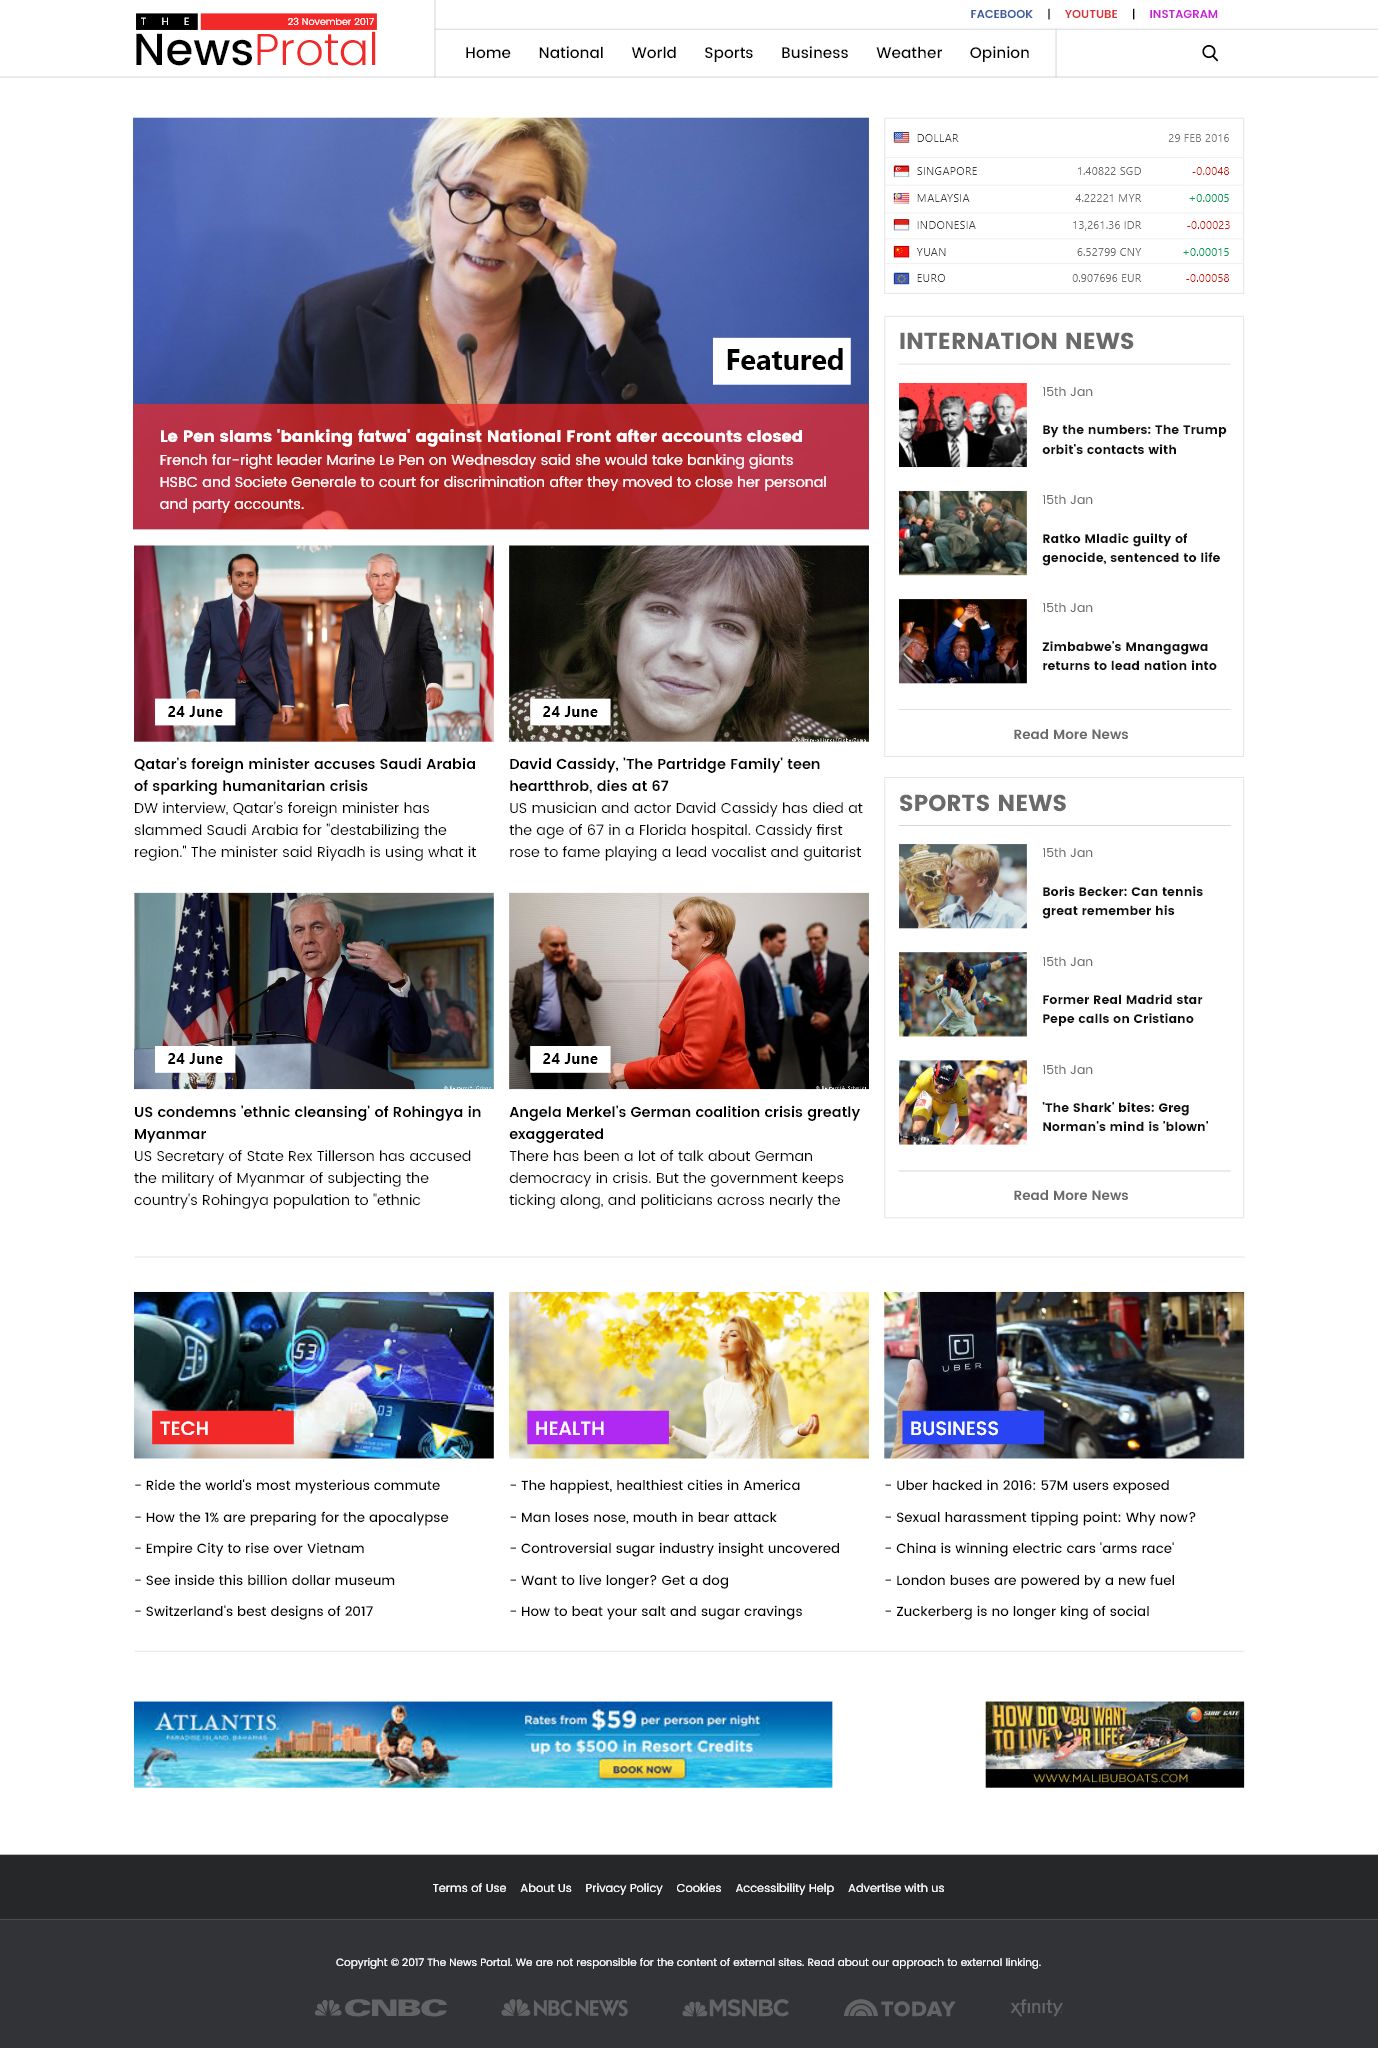 THE
23 November 2017
NewsProtal
FACEBOOK | YOUTUBE | INSTAGRAM
Home National World Sports Business Weather Opinion
Featured
Le Pen slams 'banking fatwa' against National Front after accounts closed
French far-right leader Marine Le Pen on Wednesday said she would take banking giants
HSBC and Societe Generale to court for discrimination after they moved to close her personal
and party accounts.
DOLLAR 29 FEB 2016
SINGAPORE 1.40822 SGD -0.0048
MALAYSIA 4.22221 MYR +0.0005
INDONESIA 13,261.36 IDR -0.00023
YUAN 6.52799 CNY +0.00015
EURO 0.907696 EUR -0.00058
INTERNATION NEWS
15th Jan
By the numbers: The Trump
orbit's contacts with
15th Jan
Ratko Mladic guilty of
genocide, sentenced to life
15th Jan
Zimbabwe's Mnangagwa
returns to lead nation into
Read More News
24 June
Qatar's foreign minister accuses Saudi Arabia
of sparking humanitarian crisis
DW interview, Qatar's foreign minister has
slammed Saudi Arabia for "destabilizing the
region." The minister said Riyadh is using what it
24 June
David Cassidy, 'The Partridge Family' teen
heartthrob, dies at 67
US musician and actor David Cassidy has died at
the age of 67 in a Florida hospital. Cassidy first
rose to fame playing a lead vocalist and guitarist
24 June
US condemns 'ethnic cleansing' of Rohingya in
Myanmar
US Secretary of State Rex Tillerson has accused
the military of Myanmar of subjecting the
country's Rohingya population to "ethnic
24 June
Angela Merkel's German coalition crisis greatly
exaggerated
There has been a lot of talk about German
democracy in crisis. But the government keeps
ticking along, and politicians across nearly the
SPORTS NEWS
15th Jan
Boris Becker: Can tennis
great remember his
15th Jan
Former Real Madrid star
Pepe calls on Cristiano
15th Jan
'The Shark' bites: Greg
Norman's mind is 'blown'
Read More News
53
TECH
- Ride the world's most mysterious commute
- How the 1% are preparing for the apocalypse
- Empire City to rise over Vietnam
- See inside this billion dollar museum
- Switzerland's best designs of 2017
HEALTH
- The happiest, healthiest cities in America
- Man loses nose, mouth in bear attack
- Controversial sugar industry insight uncovered
- Want to live longer? Get a dog
- How to beat your salt and sugar cravings
UBER
BUSINESS
- Uber hacked in 2016: 57M users exposed
- Sexual harassment tipping point: Why now?
- China is winning electric cars 'arms race'
- London buses are powered by a new fuel
- Zuckerberg is no longer king of social
ATLANTIS
PARADISE ISLAND, BAHAMAS
Rates from $59 per person per night
up to $500 in Resort Credits
BOOK NOW
HOW DO YOU WANT
TO LIVE YOUR LIFE?
SURF GATE
WWW.MALIBUBOATS.COM
Terms of Use About Us Privacy Policy Cookies Accessibility Help Advertise with us
Copyright © 2017 The News Portal. We are not responsible for the content of external sites. Read about our approach to external linking.
CNBC NBC NEWS MSNBC TODAY xfinity